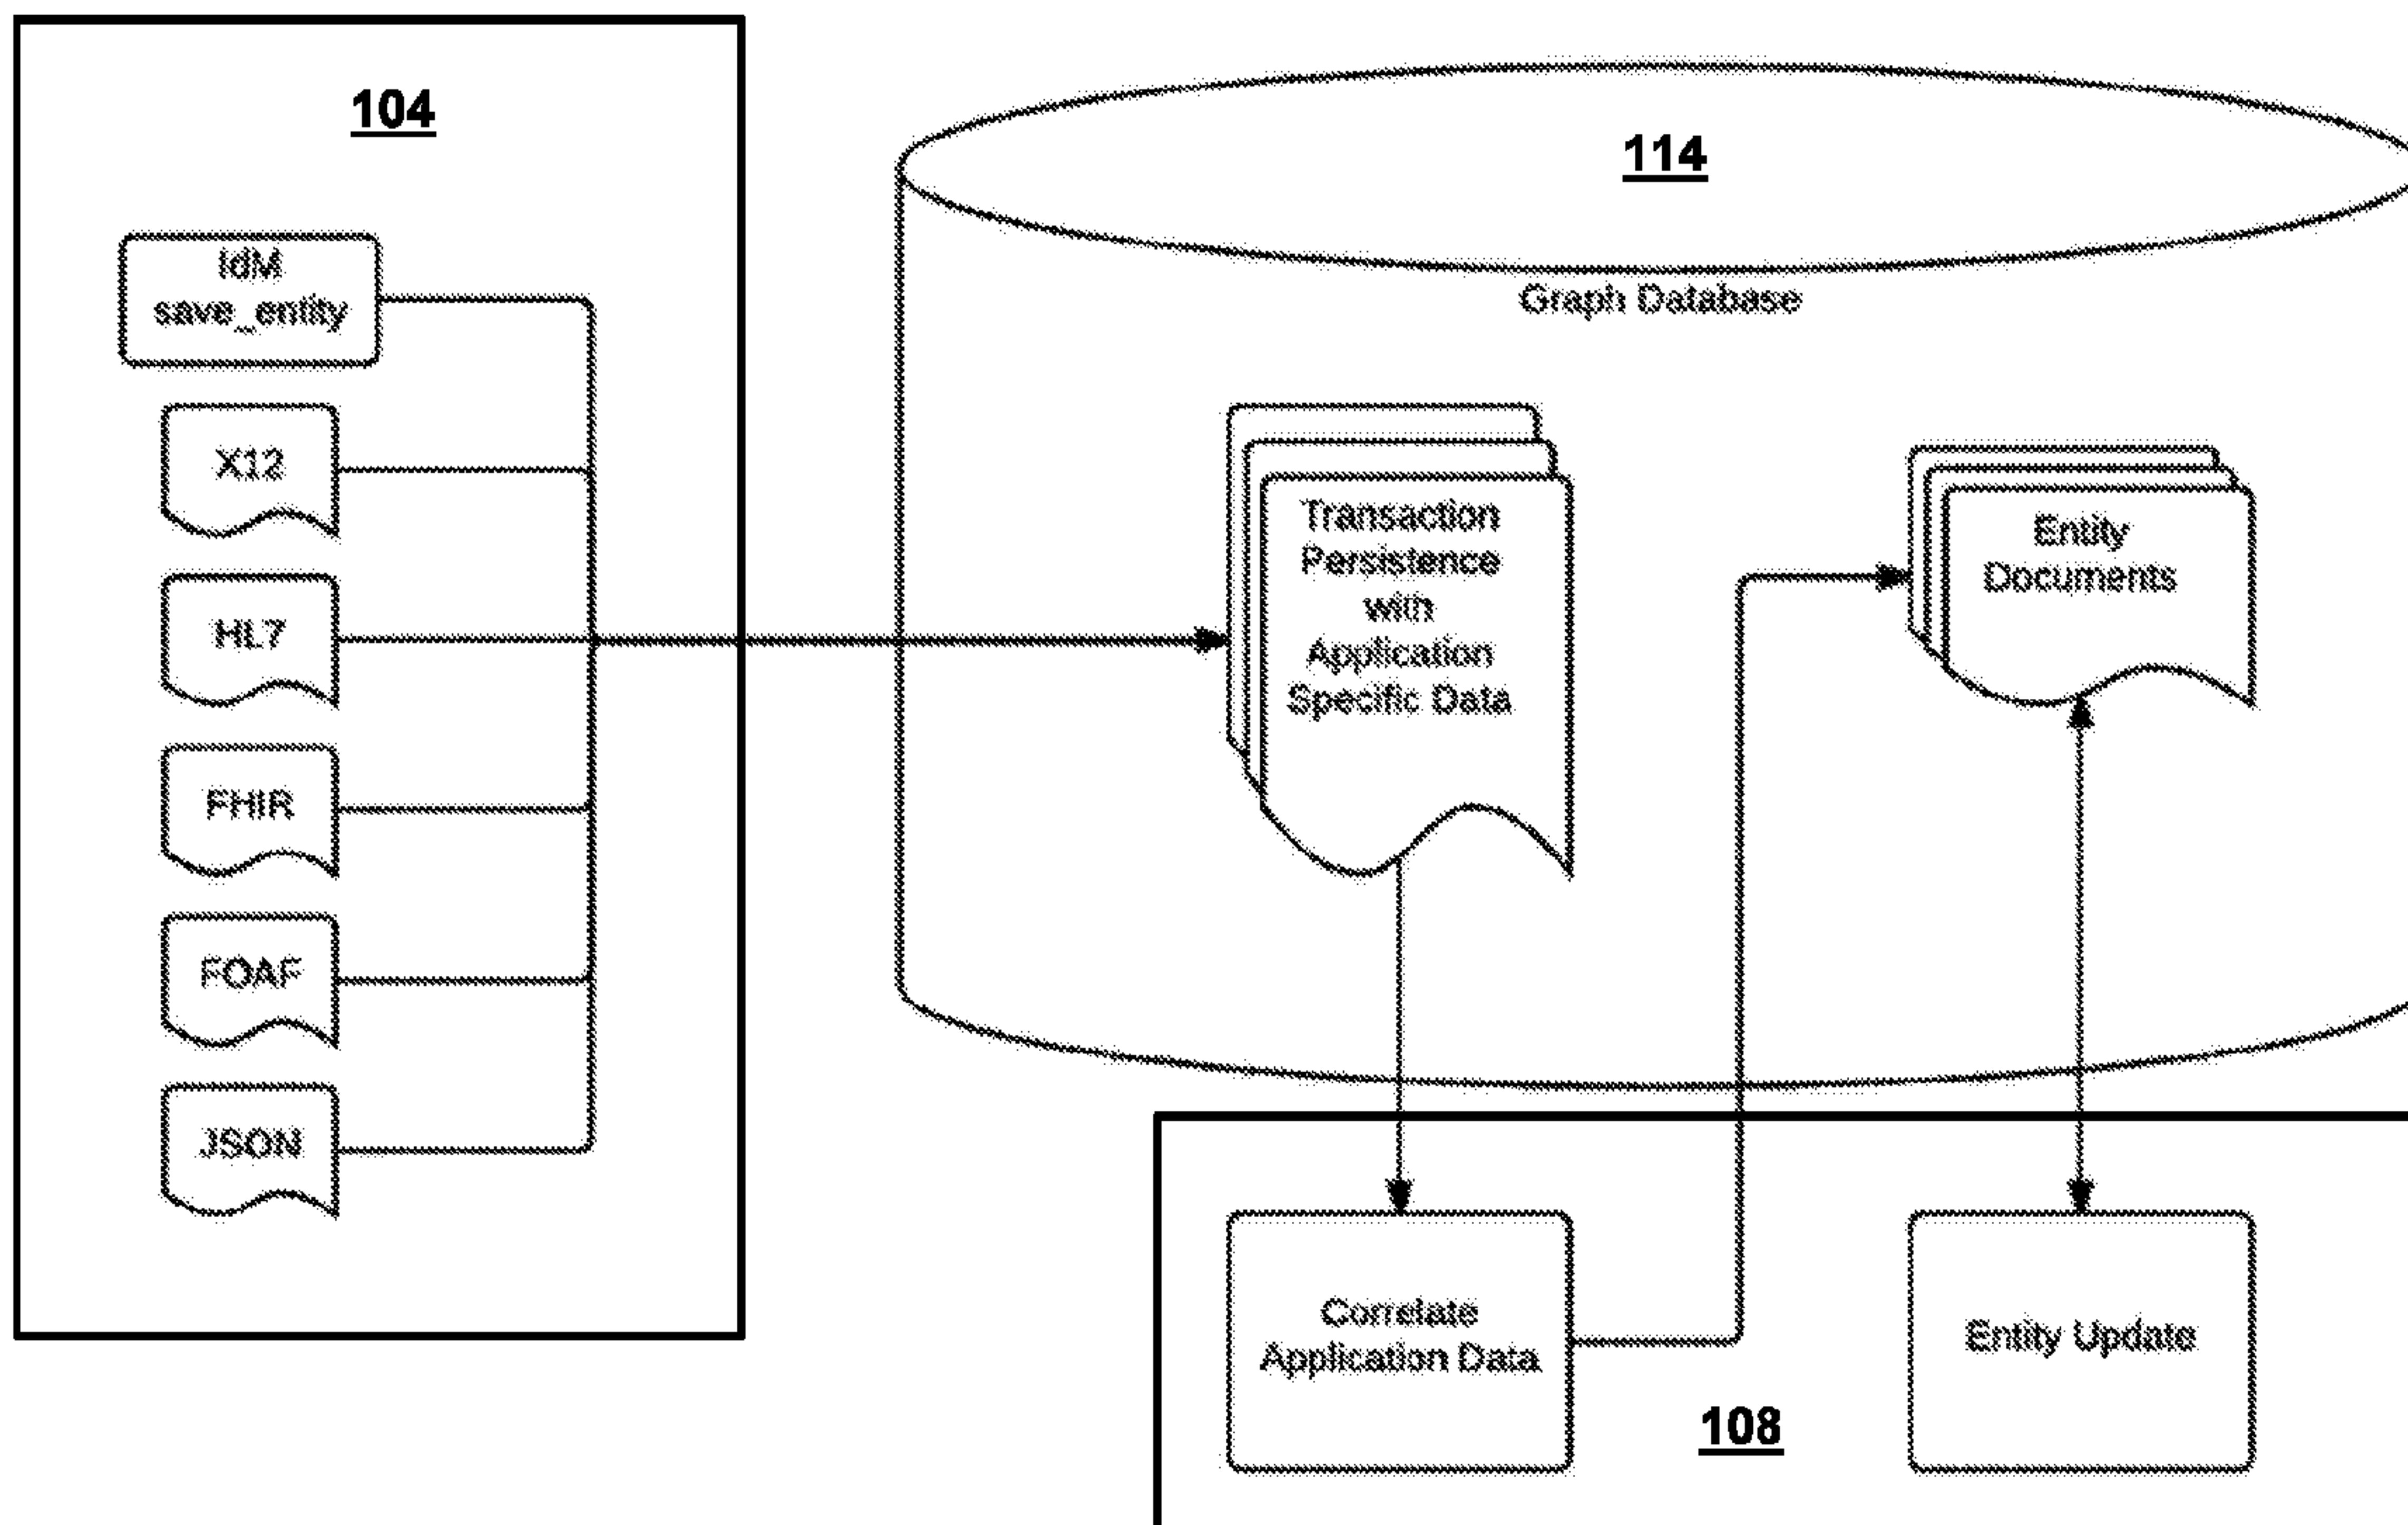 104
IdM
save_entity
X12
HL7
FHIR
FOAF
JSON
114
Graph Database
Transaction
Persistence
with
Application
Specific Data
Entity
Documents
Correlate
Application Data
Entity Update
108